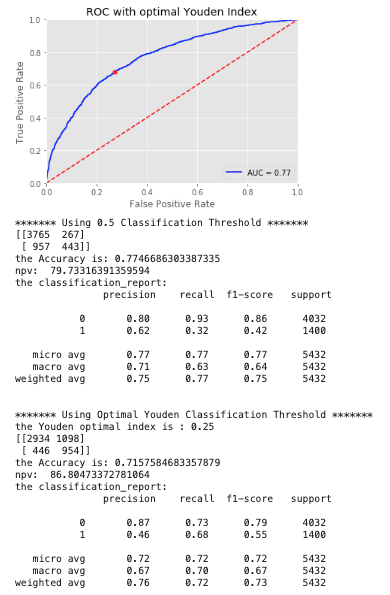 ROC with optimal Youden Index
1.0
0.8
0.6
0.4
0.2
0.0
True Positive Rate
AUC = 0.77
0.0 0.2 0.4 0.6 0.8 1.0
False Positive Rate
******* Using 0.5 Classification Threshold *******
[[3765 267]
[ 957 443]]
the Accuracy is: 0.7746686303387335
npv: 79.73316391359594
the classification_report:
precision recall f1-score support
0 0.80 0.93 0.86 4032
1 0.62 0.32 0.42 1400
micro avg 0.77 0.77 0.77 5432
macro avg 0.71 0.63 0.64 5432
weighted avg 0.75 0.77 0.75 5432
******* Using Optimal Youden Classification Threshold *******
the Youden optimal index is : 0.25
[[2934 1098]
[ 446 954]]
the Accuracy is: 0.7157584683357879
npv: 86.80473372781064
the classification_report:
precision recall f1-score support
0 0.87 0.73 0.79 4032
1 0.46 0.68 0.55 1400
micro avg 0.72 0.72 0.72 5432
macro avg 0.67 0.70 0.67 5432
weighted avg 0.76 0.72 0.73 5432